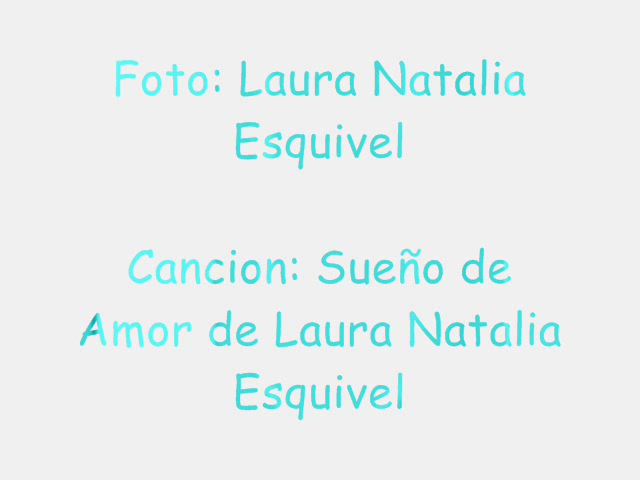 Foto: Laura Natalia
Esquivel
Cancion: Sueño de
Amor de Laura Natalia
Esquivel